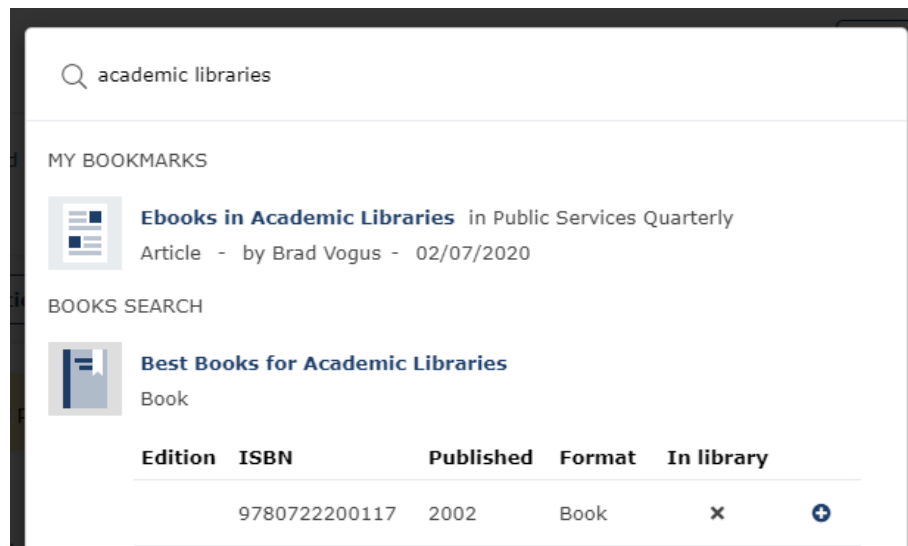 academic libraries
MY BOOKMARKS
Ebooks in Academic Libraries in Public Services Quarterly
Article - by Brad Vogus - 02/07/2020
BOOKS SEARCH
Best Books for Academic Libraries
Book
Edition ISBN Published Format In library
9780722200117 2002 Book ×